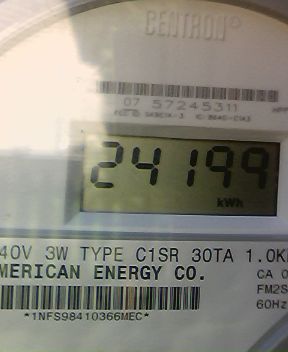 CENTRON
07 57245311
24199
kWh
40V 3W TYPE C1SR 30TA 1.0K
MERICAN ENERGY CO.
CA 0
FM2S
60Hz
*1NFS98410366MEC*